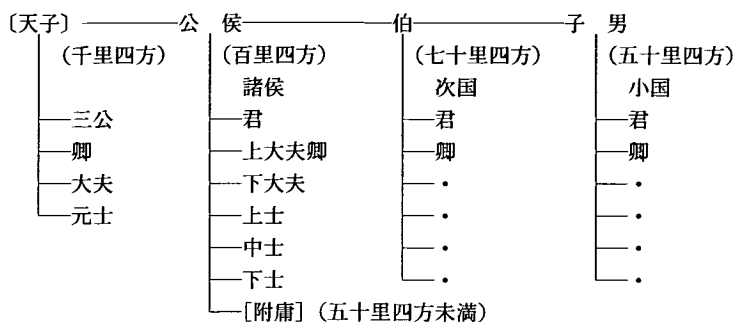 〔天子〕 公 侯 伯 子 男
(千里四方) (百里四方) (七十里四方) (五十里四方)
諸侯 次国 小国
三公 君 君 君
卿 上大夫卿 卿 卿
大夫 下大夫 ・ ・
元士 上士 ・ ・
中士 ・ ・
下士 ・ ・
[附庸] (五十里四方未満)